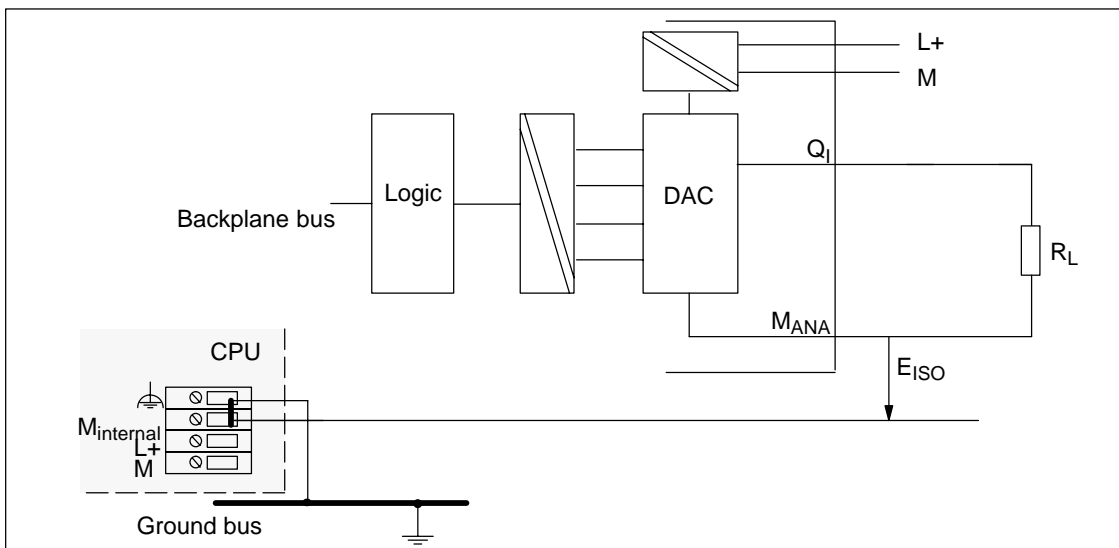 L+
M
Q_I
Logic
DAC
Backplane bus
R_L
M_ANA
CPU
E_ISO
M_internal
L+
M
Ground bus